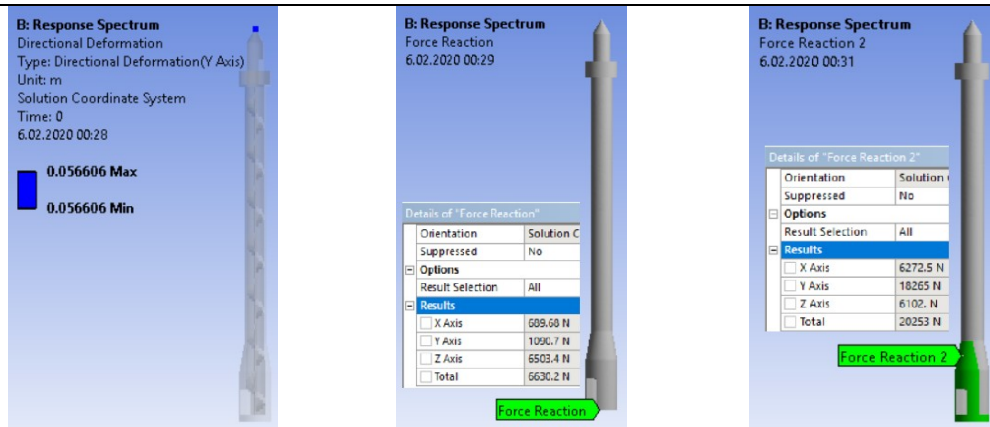 B: Response Spectrum
Directional Deformation
Type: Directional Deformation(Y Axis)
Unit: m
Solution Coordinate System
Time: 0
6.02.2020 00:28
0.056606 Max
0.056606 Min
B: Response Spectrum
Force Reaction
6.02.2020 00:29
Details of "Force Reaction"
Orientation Solution C
Suppressed No
Options
Result Selection All
Results
X Axis 689.68 N
Y Axis 1090.7 N
Z Axis 6503.4 N
Total 6630.2 N
Force Reaction
B: Response Spectrum
Force Reaction 2
6.02.2020 00:31
Details of "Force Reaction 2"
Orientation Solution
Suppressed No
Options
Result Selection All
Results
X Axis 6272.5 N
Y Axis 18265 N
Z Axis 6102. N
Total 20253 N
Force Reaction 2